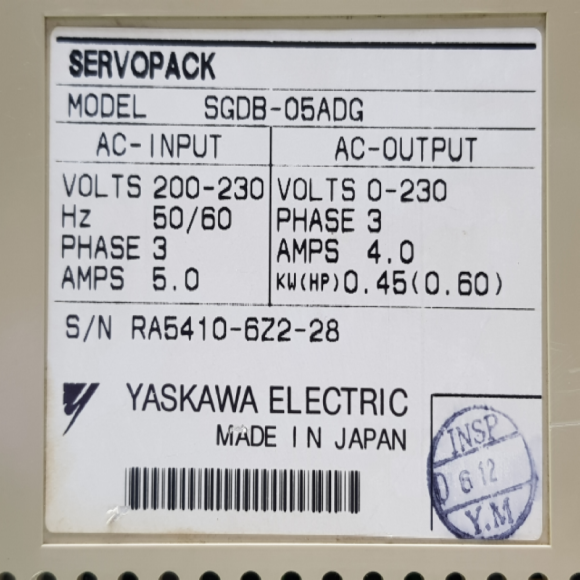 SERVOPACK
MODEL SGDB-05ADG
AC-INPUT AC-OUTPUT
VOLTS 200-230 VOLTS 0-230
Hz 50/60 PHASE 3
PHASE 3 AMPS 4.0
AMPS 5.0 KW(HP) 0.45(0.60)
S/N RA5410-6Z2-28
YASKAWA ELECTRIC
MADE IN JAPAN
INSP
6 12
Y.M